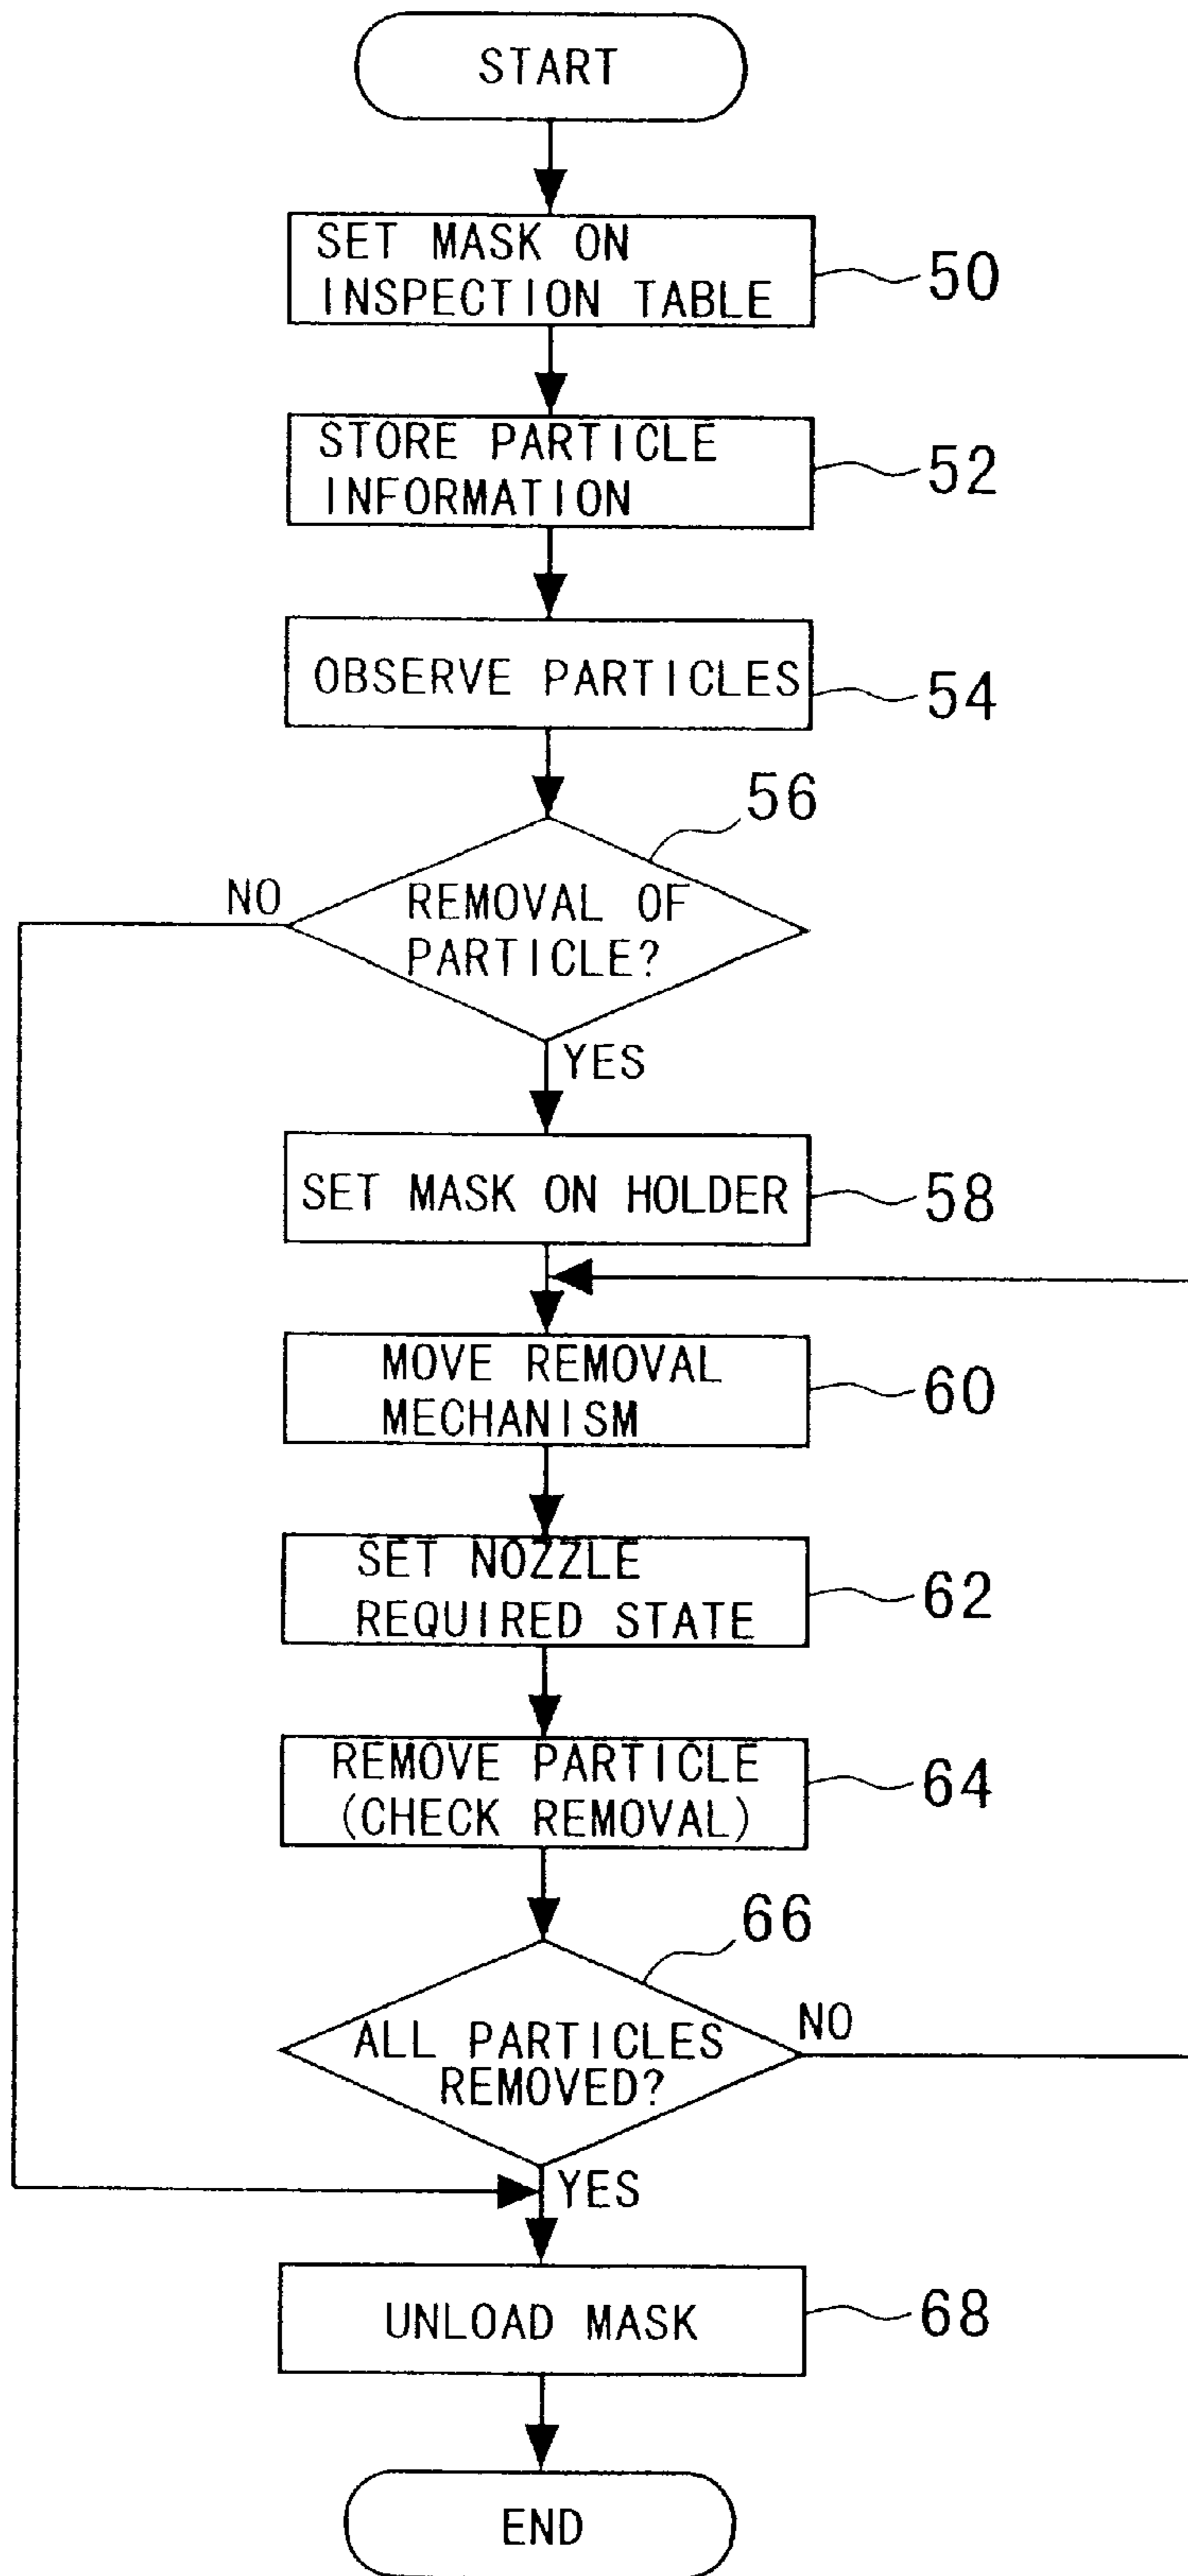 START
SET MASK ON
INSPECTION TABLE
50
STORE PARTICLE
INFORMATION
52
OBSERVE PARTICLES
54
56
NO
REMOVAL OF
PARTICLE?
YES
SET MASK ON HOLDER
58
MOVE REMOVAL
MECHANISM
60
SET NOZZLE
REQUIRED STATE
62
REMOVE PARTICLE
(CHECK REMOVAL)
64
66
NO
ALL PARTICLES
REMOVED?
YES
UNLOAD MASK
68
END